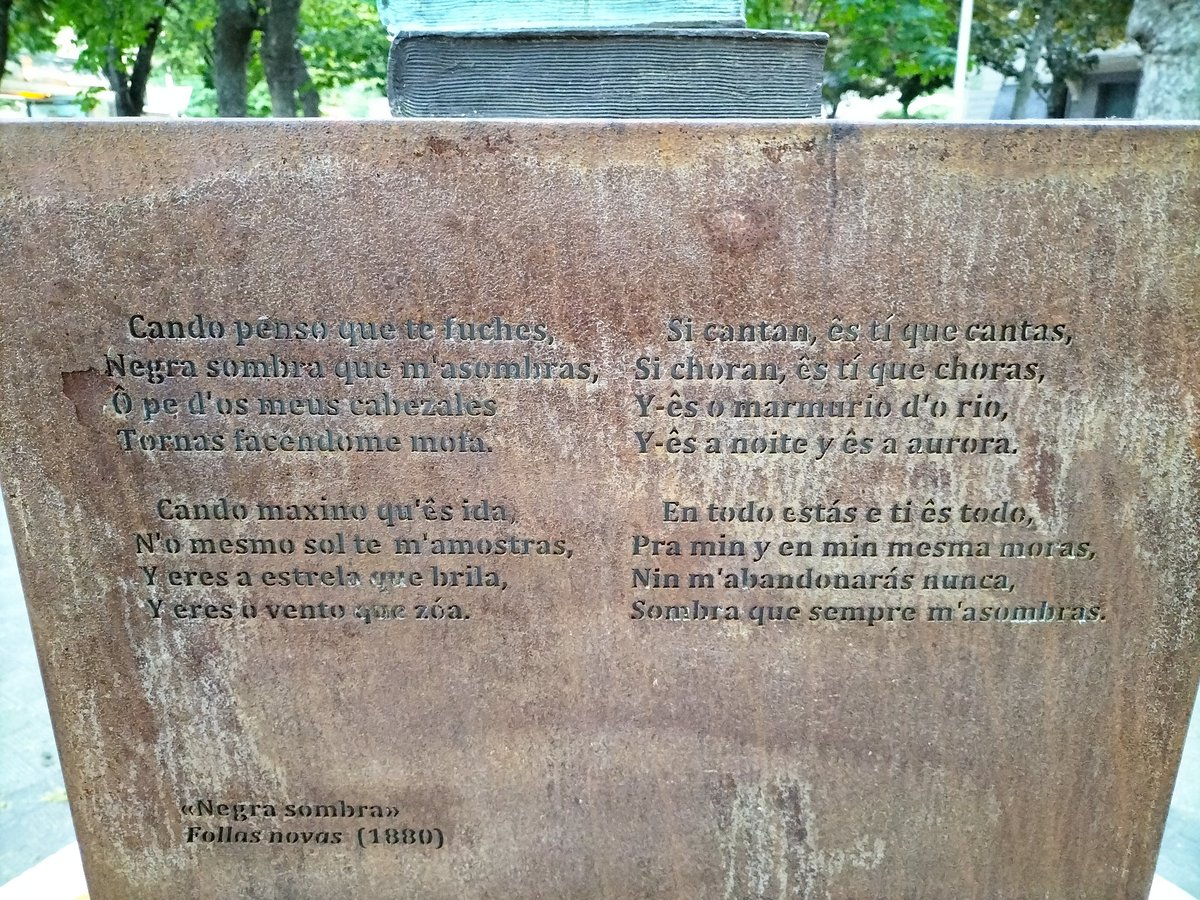 Cando penso que te fuches,
Negra sombra que m'asombras,
Ô pe d'os meus cabezales
Tornas facéndome mofa.
Cando maxino qu'ês ida,
N'o mesmo sol te m'amostras,
Y eres a estrela que brila,
Y eres o vento que zóa.
Si cantan, ês tí que cantas,
Si choran, ês tí que choras,
Y-ês o marmurio d'o rio,
Y-ês a noite y ês a aurora.
En todo estás e ti ês todo,
Pra min y en min mesma moras,
Nin m'abandonarás nunca,
Sombra que sempre m'asombras.
«Negra sombra»
Follas novas (1880)